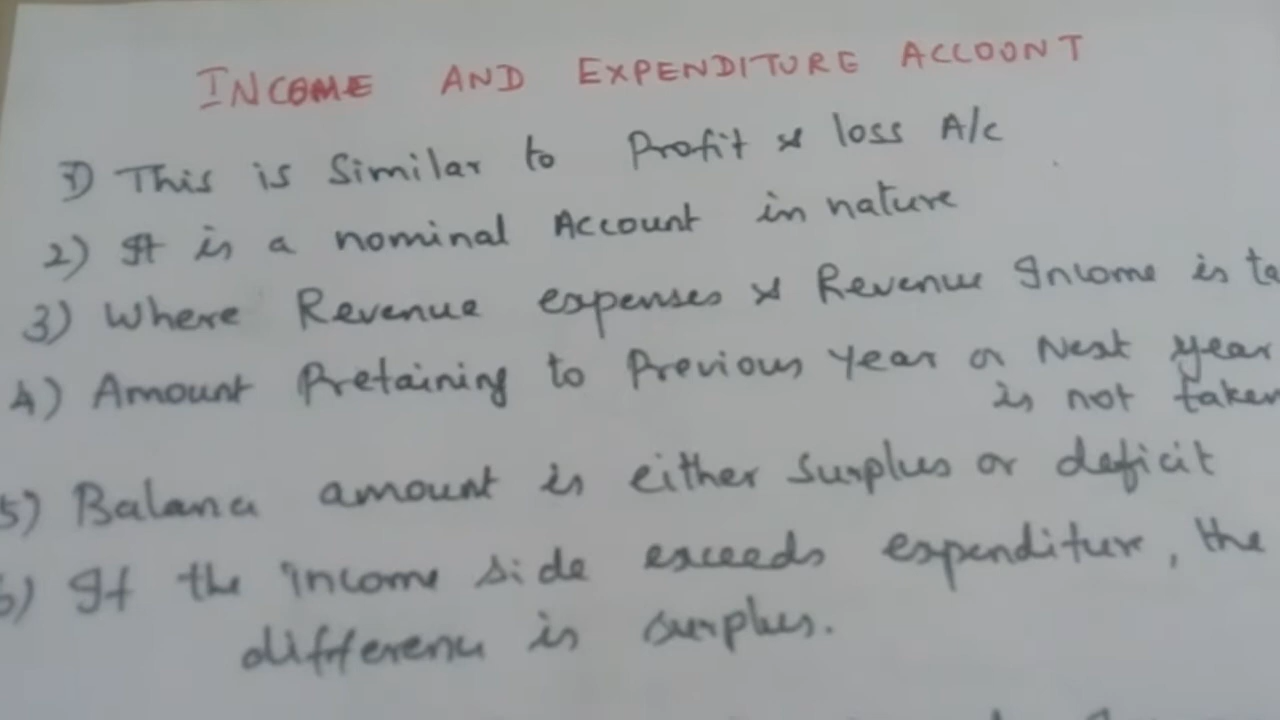 INCOME AND EXPENDITURE ACCOUNT
1) This is Similar to Profit & loss A/c
2) It is a nominal Account in nature
3) Where Revenue expenses & Revenue Income is ta
4) Amount Pretaining to Previous year or Next year
is not taken
5) Balance amount is either Surplus or deficit
6) If the income side exceeds expenditure, the
difference is surplus.